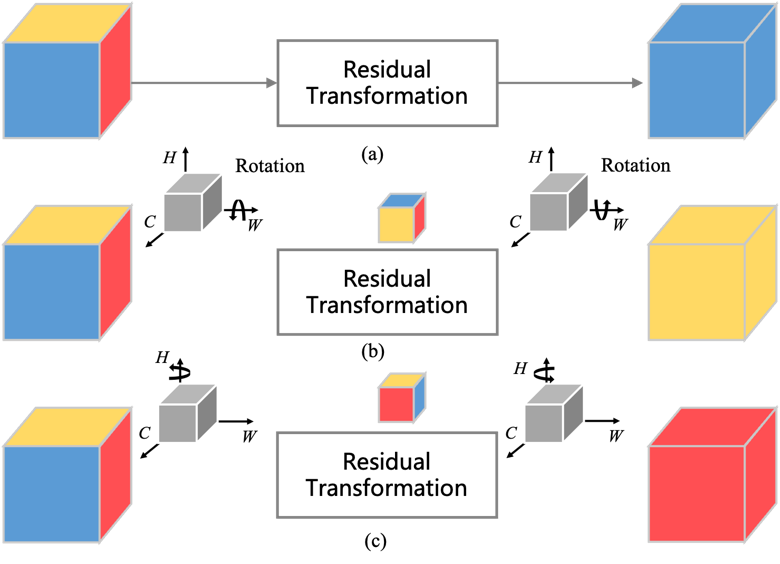 Residual
Transformation
(a)
H
Rotation
C
W
H
Rotation
C
W
Residual
Transformation
(b)
H
C
W
H
C
W
Residual
Transformation
(c)